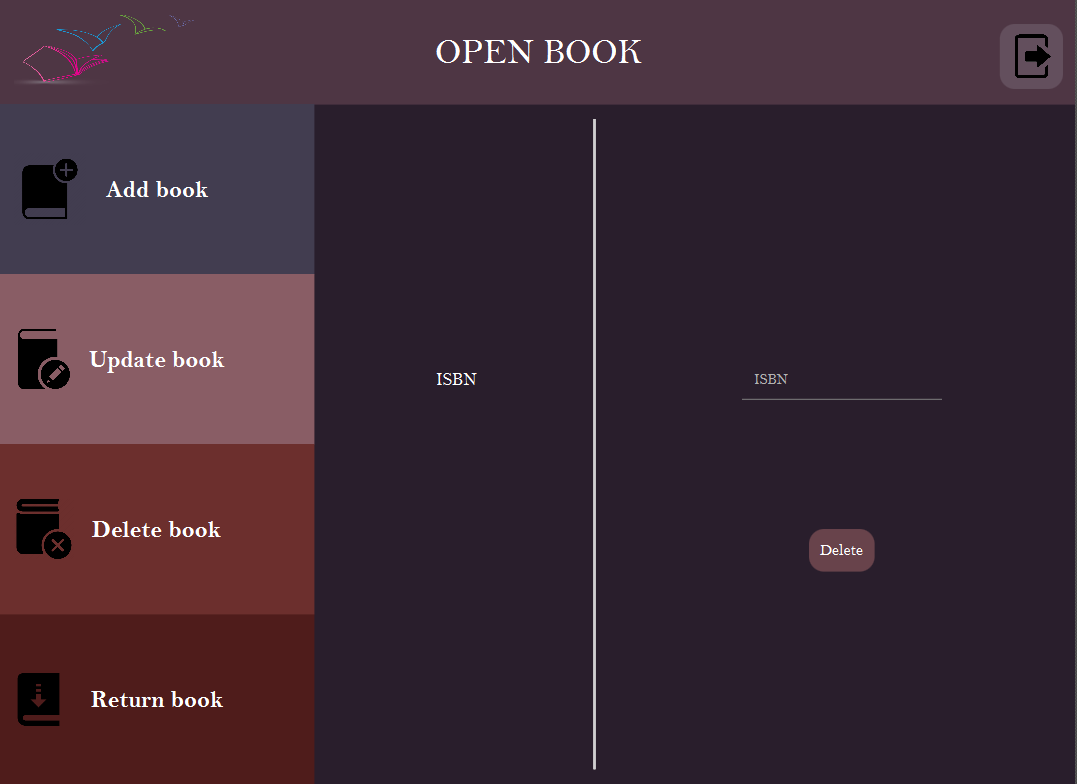 OPEN BOOK
Add book
Update book
ISBN
ISBN
Delete book
Delete
Return book